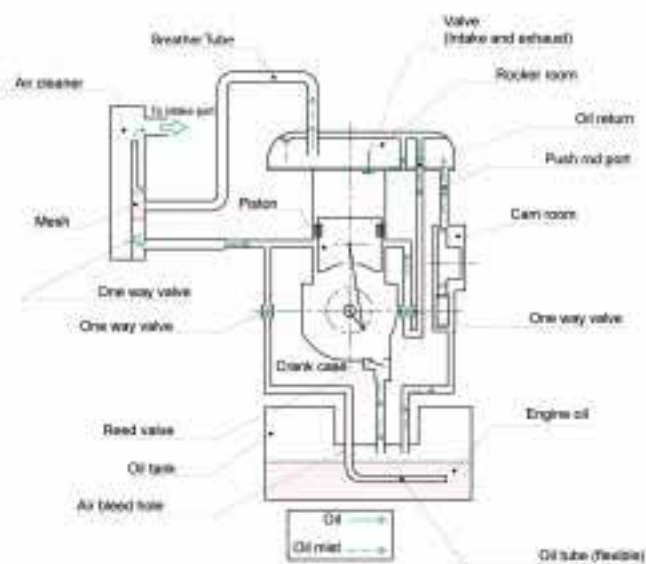 Valve
(Intake and exhaust)
Breather Tube
Rocker room
Air cleaner
To intake port
Oil return
Push rod port
Piston
Cam room
Mesh
One way valve
One way valve
One way valve
Crank case
Engine oil
Reed valve
Oil tank
Air bleed hole
Oil
Oil mist
Oil tube (flexible)